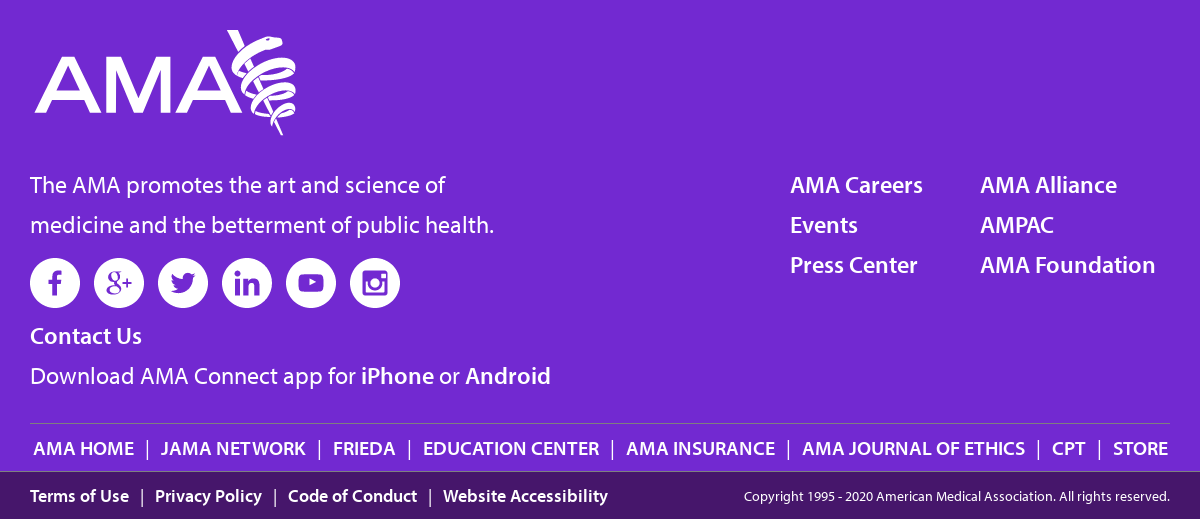 AMA
The AMA promotes the art and science of
medicine and the betterment of public health.
AMA Careers
Events
Press Center
AMA Alliance
AMPAC
AMA Foundation
Contact Us
Download AMA Connect app for iPhone or Android
AMA HOME | JAMA NETWORK | FRIEDA | EDUCATION CENTER | AMA INSURANCE | AMA JOURNAL OF ETHICS | CPT | STORE
Terms of Use | Privacy Policy | Code of Conduct | Website Accessibility
Copyright 1995 - 2020 American Medical Association. All rights reserved.